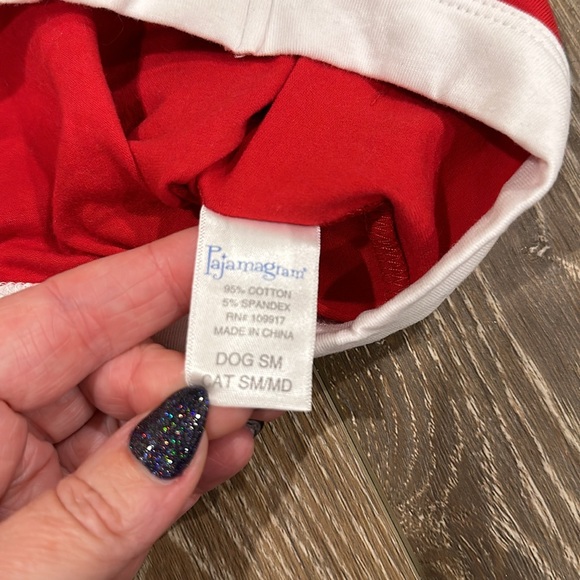 Pajamagram®
95% COTTON
5% SPANDEX
RN# 109917
MADE IN CHINA
DOG SM
CAT SM/MD